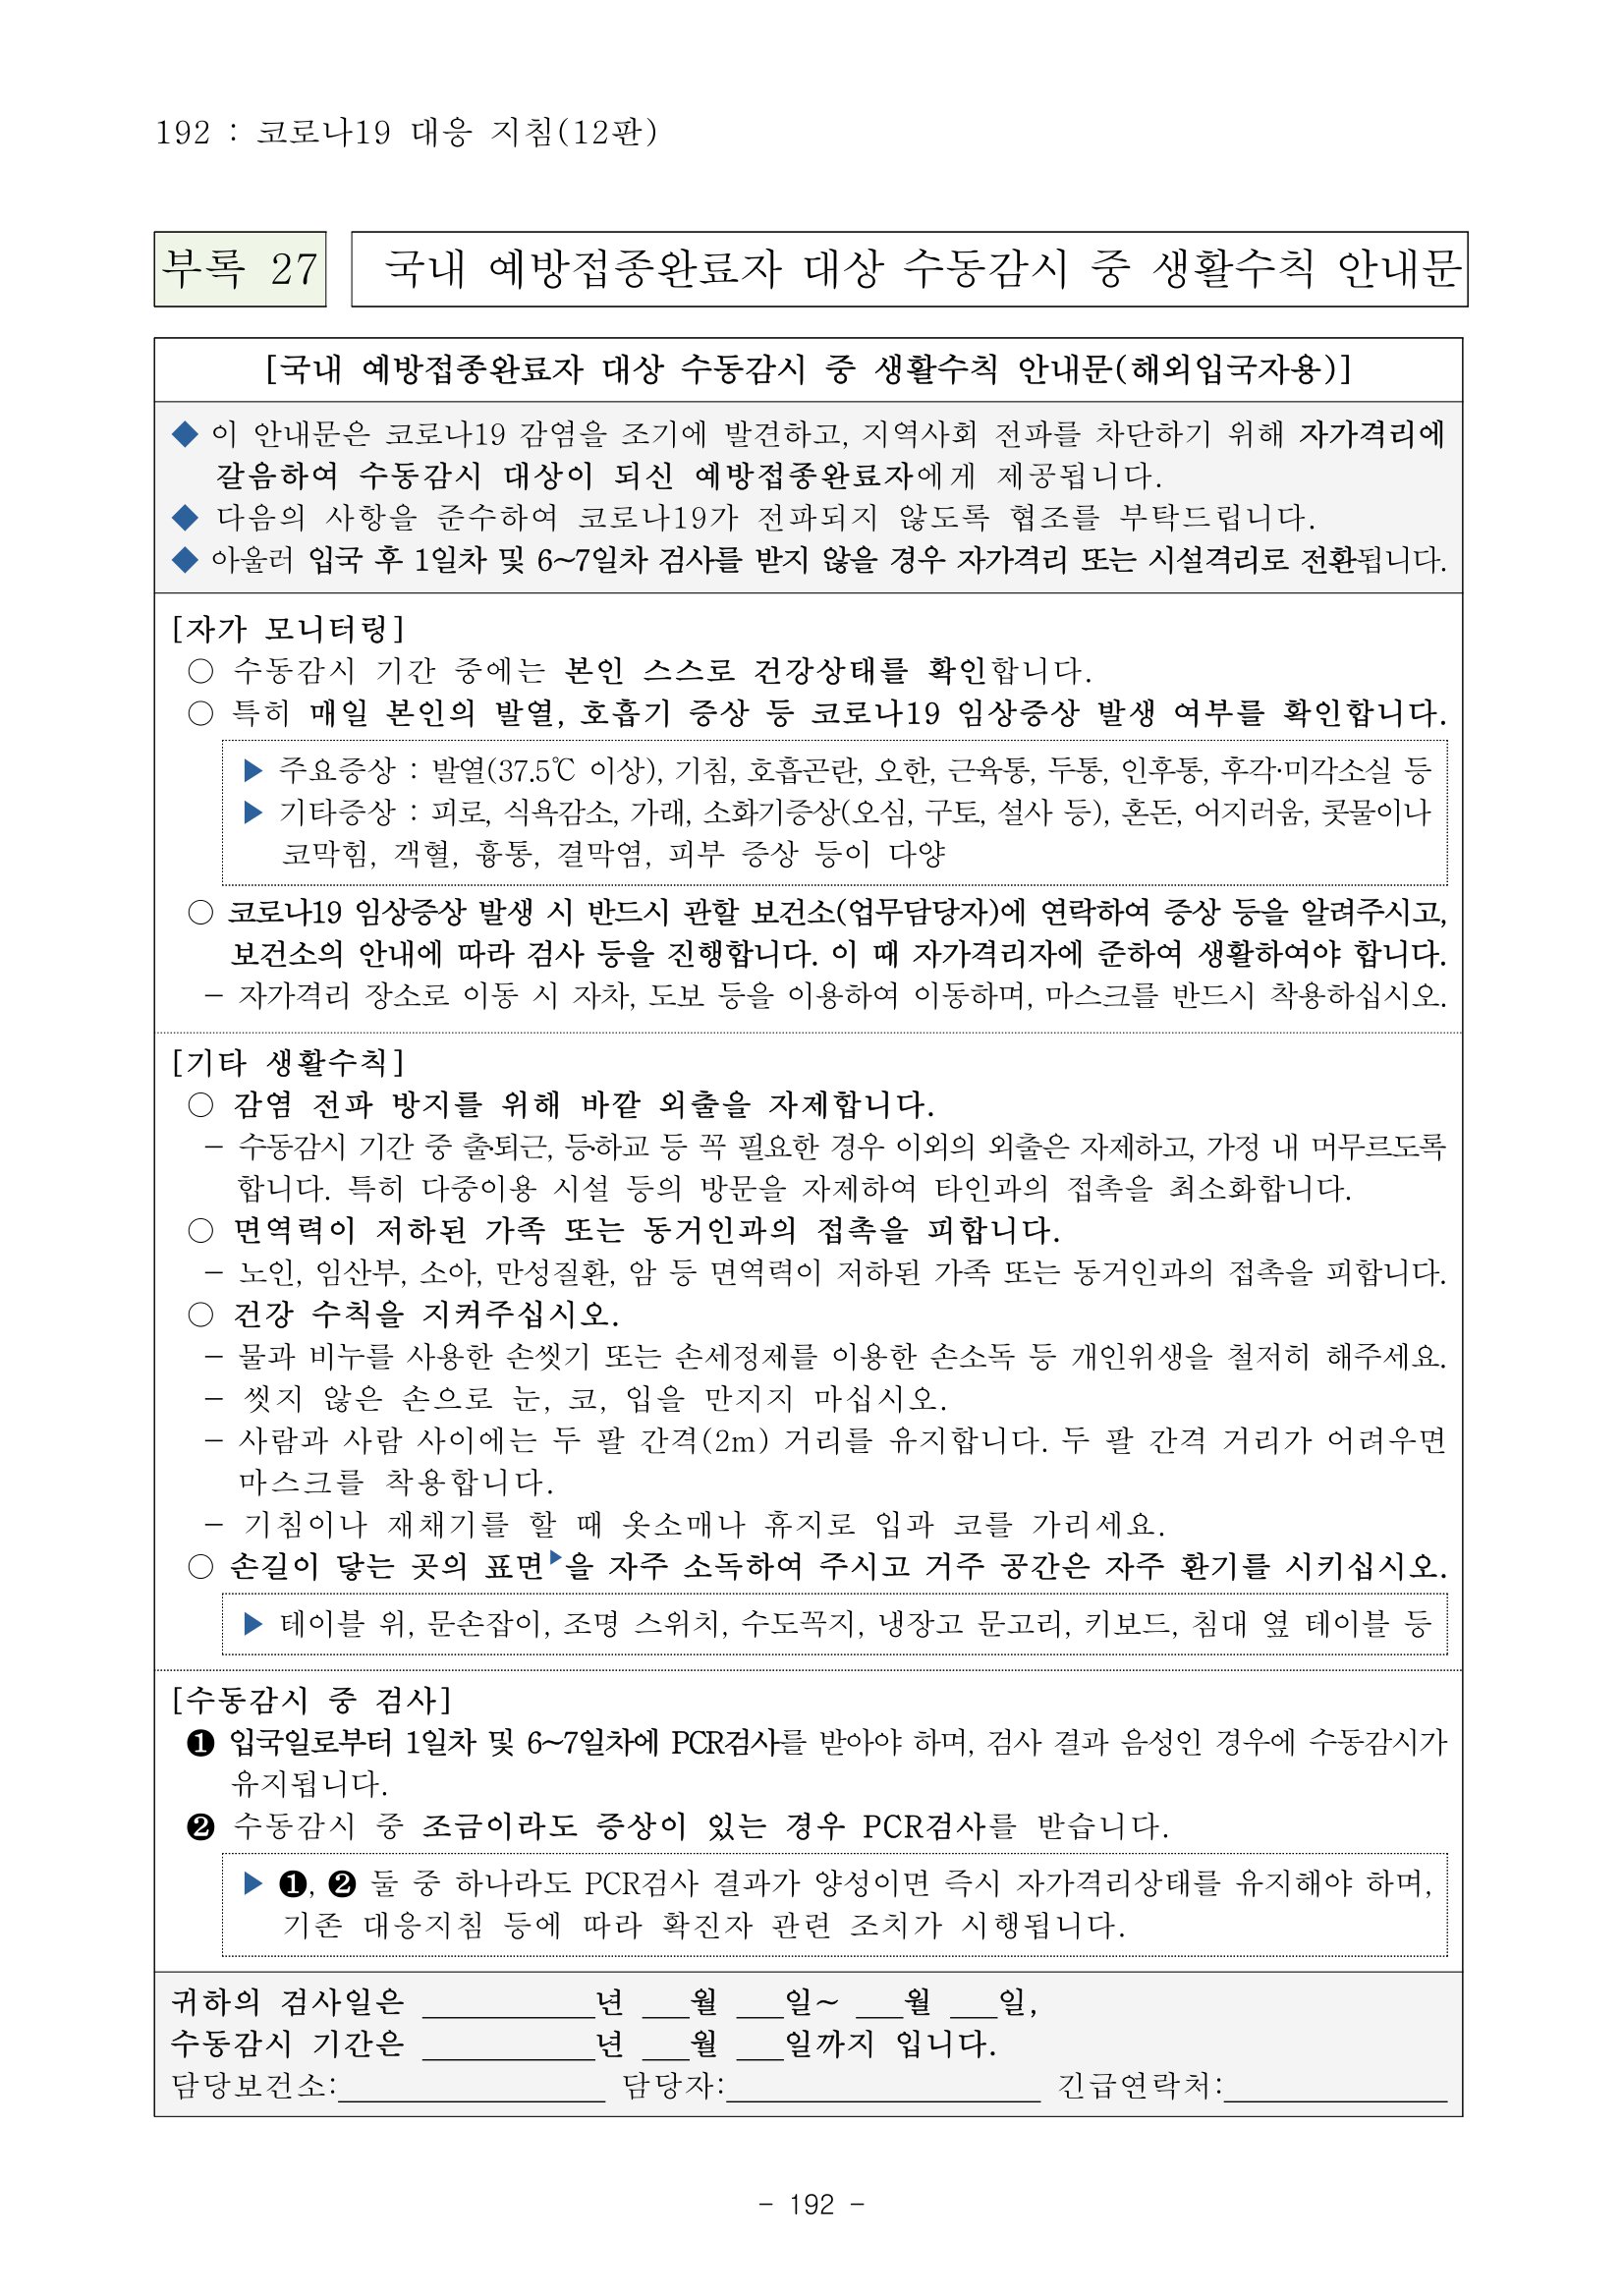 192 : 코로나19 대응 지침(12판)
부록 27
국내 예방접종완료자 대상 수동감시 중 생활수칙 안내문
[국내 예방접종완료자 대상 수동감시 중 생활수칙 안내문(해외입국자용)]
◆ 이 안내문은 코로나19 감염을 조기에 발견하고, 지역사회 전파를 차단하기 위해 자가격리에
갈음하여 수동감시 대상이 되신 예방접종완료자에게 제공됩니다.
◆ 다음의 사항을 준수하여 코로나19가 전파되지 않도록 협조를 부탁드립니다.
◆ 아울러 입국 후 1일차 및 6~7일차 검사를 받지 않을 경우 자가격리 또는 시설격리로 전환됩니다.
[자가 모니터링]
○ 수동감시 기간 중에는 본인 스스로 건강상태를 확인합니다.
○ 특히 매일 본인의 발열, 호흡기 증상 등 코로나19 임상증상 발생 여부를 확인합니다.
▶ 주요증상 : 발열(37.5℃ 이상), 기침, 호흡곤란, 오한, 근육통, 두통, 인후통, 후각·미각소실 등
▶ 기타증상 : 피로, 식욕감소, 가래, 소화기증상(오심, 구토, 설사 등), 혼돈, 어지러움, 콧물이나
코막힘, 객혈, 흉통, 결막염, 피부 증상 등이 다양
○ 코로나19 임상증상 발생 시 반드시 관할 보건소(업무담당자)에 연락하여 증상 등을 알려주시고,
보건소의 안내에 따라 검사 등을 진행합니다. 이 때 자가격리자에 준하여 생활하여야 합니다.
- 자가격리 장소로 이동 시 자차, 도보 등을 이용하여 이동하며, 마스크를 반드시 착용하십시오.
[기타 생활수칙]
○ 감염 전파 방지를 위해 바깥 외출을 자제합니다.
- 수동감시 기간 중 출·퇴근, 등·하교 등 꼭 필요한 경우 이외의 외출은 자제하고, 가정 내 머무르도록
합니다. 특히 다중이용 시설 등의 방문을 자제하여 타인과의 접촉을 최소화합니다.
○ 면역력이 저하된 가족 또는 동거인과의 접촉을 피합니다.
- 노인, 임산부, 소아, 만성질환, 암 등 면역력이 저하된 가족 또는 동거인과의 접촉을 피합니다.
○ 건강 수칙을 지켜주십시오.
- 물과 비누를 사용한 손씻기 또는 손세정제를 이용한 손소독 등 개인위생을 철저히 해주세요.
- 씻지 않은 손으로 눈, 코, 입을 만지지 마십시오.
- 사람과 사람 사이에는 두 팔 간격(2m) 거리를 유지합니다. 두 팔 간격 거리가 어려우면
마스크를 착용합니다.
- 기침이나 재채기를 할 때 옷소매나 휴지로 입과 코를 가리세요.
○ 손길이 닿는 곳의 표면▶을 자주 소독하여 주시고 거주 공간은 자주 환기를 시키십시오.
▶ 테이블 위, 문손잡이, 조명 스위치, 수도꼭지, 냉장고 문고리, 키보드, 침대 옆 테이블 등
[수동감시 중 검사]
❶ 입국일로부터 1일차 및 6~7일차에 PCR검사를 받아야 하며, 검사 결과 음성인 경우에 수동감시가
유지됩니다.
❷ 수동감시 중 조금이라도 증상이 있는 경우 PCR검사를 받습니다.
▶ ❶, ❷ 둘 중 하나라도 PCR검사 결과가 양성이면 즉시 자가격리상태를 유지해야 하며,
기존 대응지침 등에 따라 확진자 관련 조치가 시행됩니다.
귀하의 검사일은 ___________년 ___월 ___일~ ___월 ___일,
수동감시 기간은 ___________년 ___월 ___일까지 입니다.
담당보건소:_________________ 담당자:____________________ 긴급연락처:______________
- 192 -